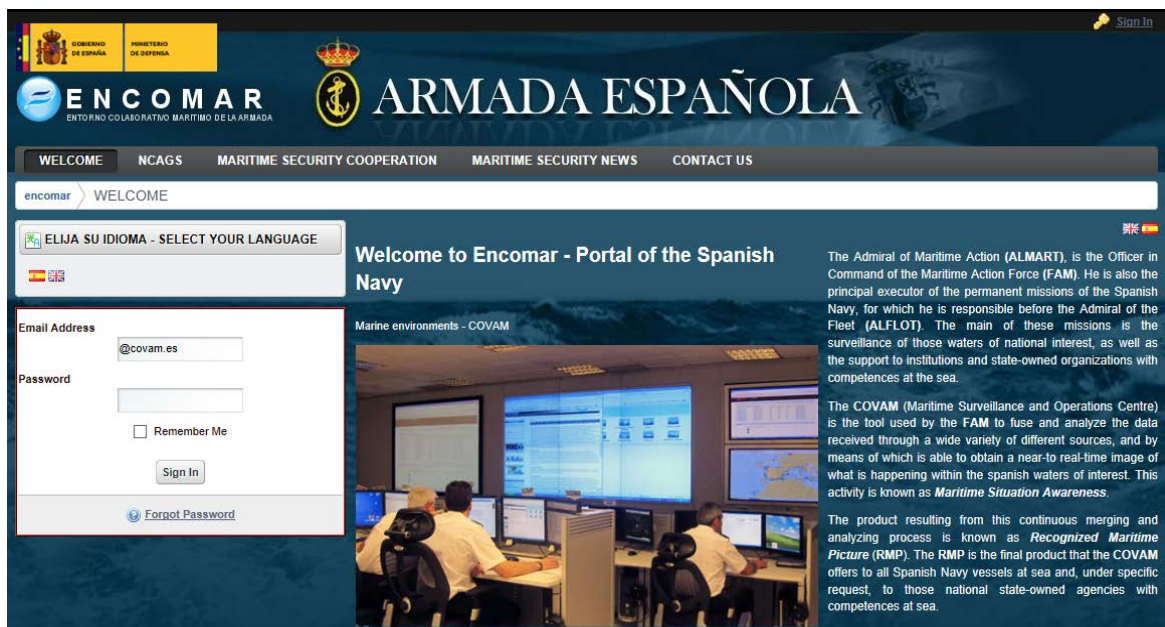 Sign In
GOBIERNO
DE ESPAÑA
MINISTERIO
DE DEFENSA
ENCOMAR
ENTORNO COLABORATIVO MARITIMO DE LA ARMADA
ARMADA ESPAÑOLA
WELCOME NCAGS MARITIME SECURITY COOPERATION MARITIME SECURITY NEWS CONTACT US
encomar WELCOME
ELIJA SU IDIOMA - SELECT YOUR LANGUAGE
Email Address
@covam.es
Password
Remember Me
Sign In
Forgot Password
Welcome to Encomar - Portal of the Spanish
Navy
Marine environments - COVAM
The Admiral of Maritime Action (ALMART), is the Officer in
Command of the Maritime Action Force (FAM). He is also the
principal executor of the permanent missions of the Spanish
Navy, for which he is responsible before the Admiral of the
Fleet (ALFLOT). The main of these missions is the
surveillance of those waters of national interest, as well as
the support to institutions and state-owned organizations with
competences at the sea.
The COVAM (Maritime Surveillance and Operations Centre)
is the tool used by the FAM to fuse and analyze the data
received through a wide variety of different sources, and by
means of which is able to obtain a near-to real-time image of
what is happening within the spanish waters of interest. This
activity is known as Maritime Situation Awareness.
The product resulting from this continuous merging and
analyzing process is known as Recognized Maritime
Picture (RMP). The RMP is the final product that the COVAM
offers to all Spanish Navy vessels at sea and, under specific
request, to those national state-owned agencies with
competences at sea.